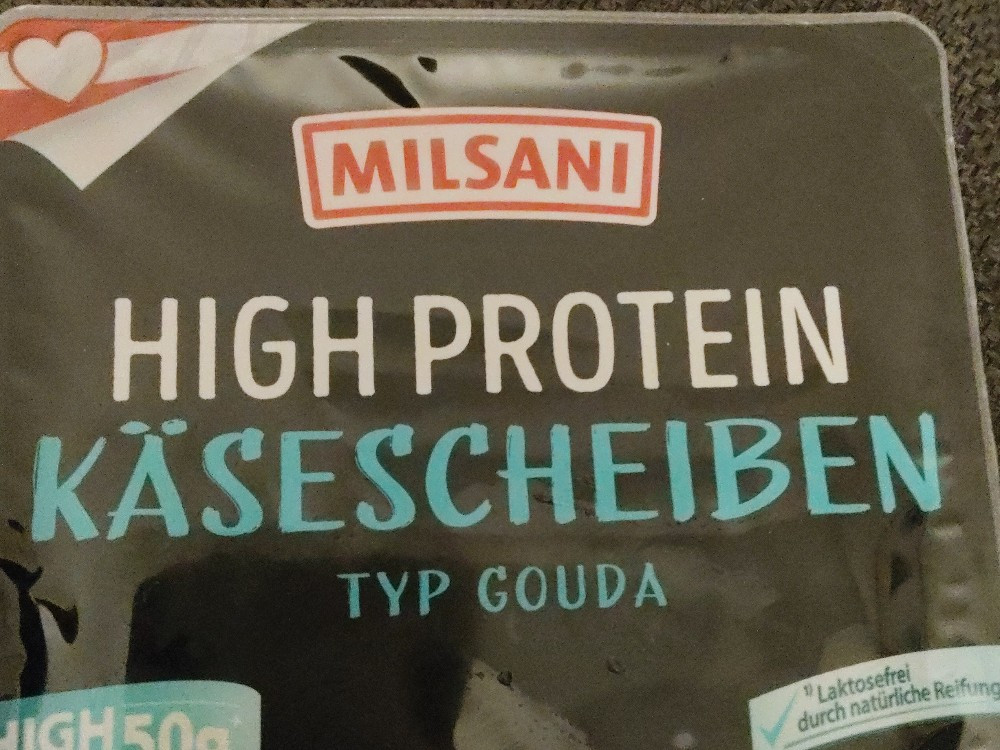 MILSANI
HIGH PROTEIN
KÄSESCHEIBEN
TYP GOUDA
HIGH 50g*
1) Laktosefrei
durch natürliche Reifung